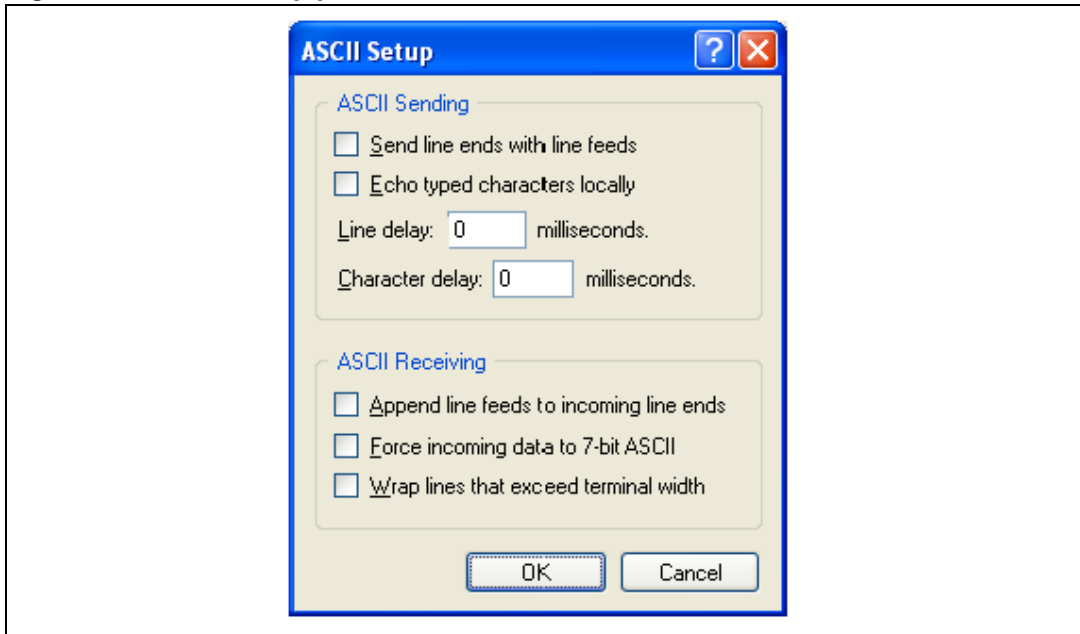 ASCII Setup
ASCII Sending
Send line ends with line feeds
Echo typed characters locally
Line delay: 0 milliseconds.
Character delay: 0 milliseconds.
ASCII Receiving
Append line feeds to incoming line ends
Force incoming data to 7-bit ASCII
Wrap lines that exceed terminal width
OK Cancel